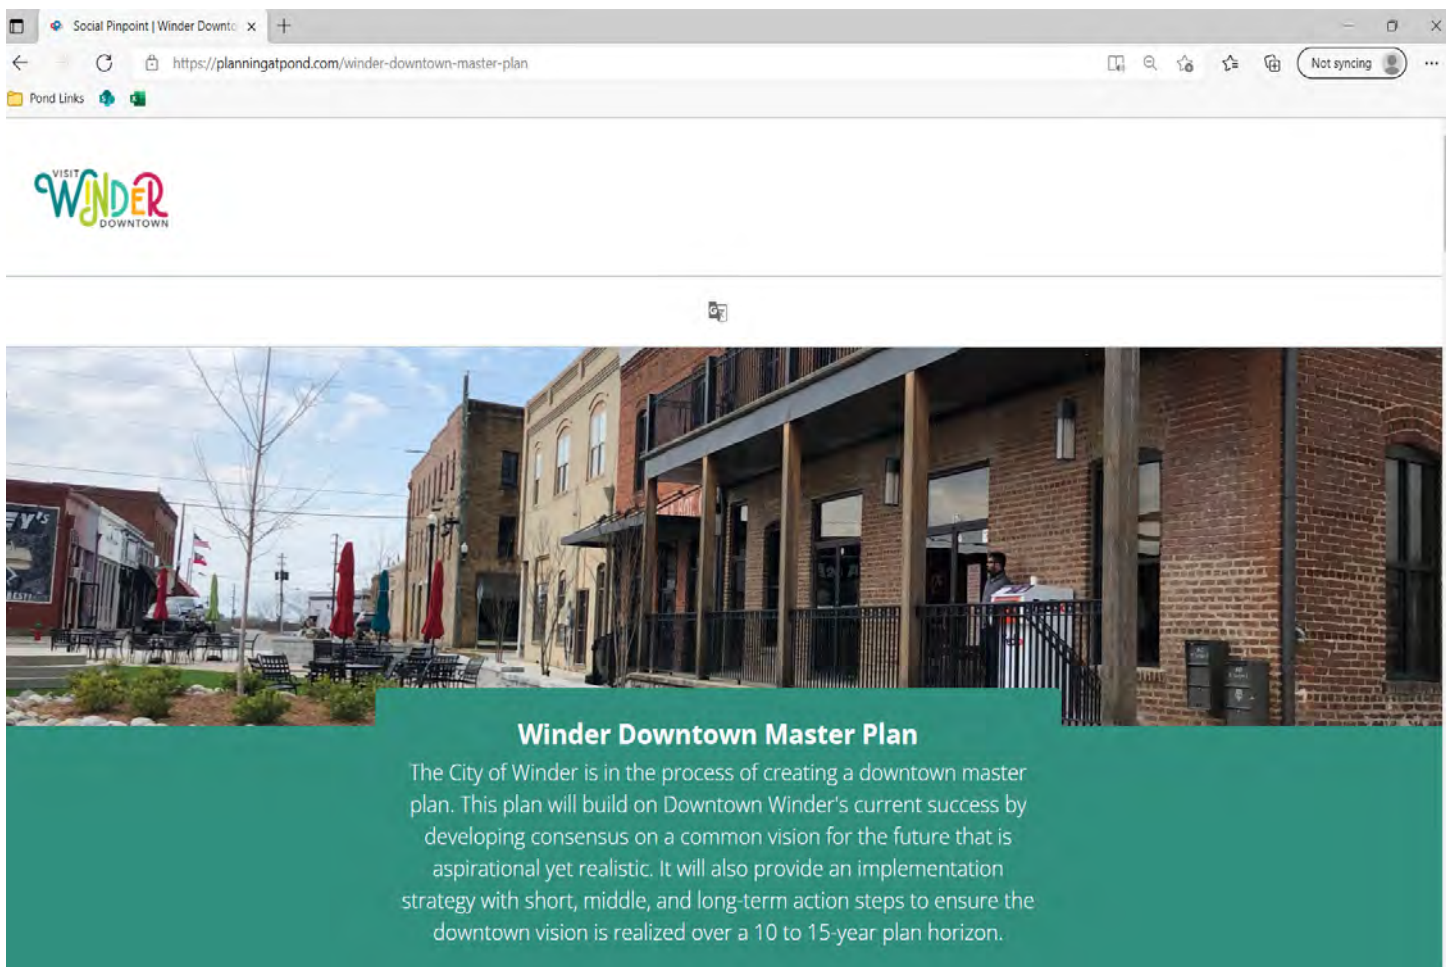 Social Pinpoint | Winder Downto
https://planningatpond.com/winder-downtown-master-plan
Not syncing
Pond Links
VISIT
WINDER
DOWNTOWN
Y's
BEST!!
Winder Downtown Master Plan
The City of Winder is in the process of creating a downtown master
plan. This plan will build on Downtown Winder's current success by
developing consensus on a common vision for the future that is
aspirational yet realistic. It will also provide an implementation
strategy with short, middle, and long-term action steps to ensure the
downtown vision is realized over a 10 to 15-year plan horizon.